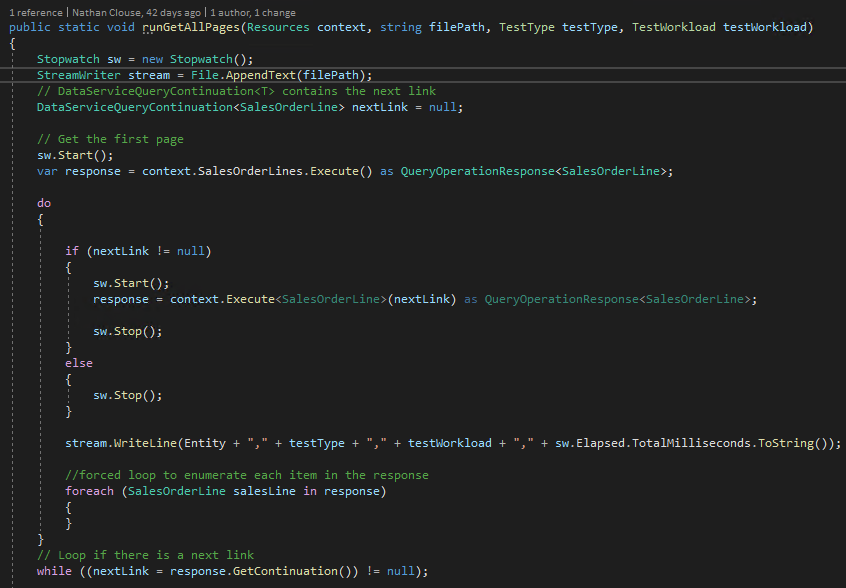 1 reference | Nathan Clouse, 42 days ago | 1 author, 1 change
public static void runGetAllPages(Resources context, string filePath, TestType testType, TestWorkload testWorkload)
{
Stopwatch sw = new Stopwatch();
StreamWriter stream = File.AppendText(filePath);
// DataServiceQueryContinuation<T> contains the next link
DataServiceQueryContinuation<SalesOrderLine> nextLink = null;
// Get the first page
sw.Start();
var response = context.SalesOrderLines.Execute() as QueryOperationResponse<SalesOrderLine>;
do
{
if (nextLink != null)
{
sw.Start();
response = context.Execute<SalesOrderLine>(nextLink) as QueryOperationResponse<SalesOrderLine>;
sw.Stop();
}
else
{
sw.Stop();
}
stream.WriteLine(Entity + "," + testType + "," + testWorkload + "," + sw.Elapsed.TotalMilliseconds.ToString());
//forced loop to enumerate each item in the response
foreach (SalesOrderLine salesLine in response)
{
}
}
// Loop if there is a next link
while ((nextLink = response.GetContinuation()) != null);